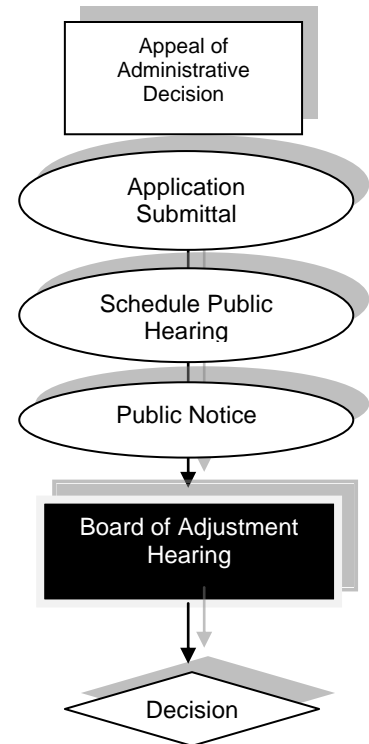 Appeal of
Administrative
Decision
Application
Submittal
Schedule Public
Hearing
Public Notice
Board of Adjustment
Hearing
Decision